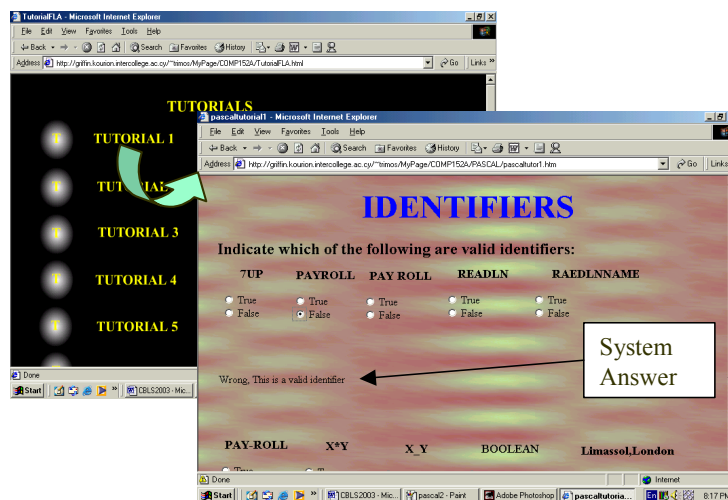 TutorialFLA - Microsoft Internet Explorer
File Edit View Favorites Tools Help
Back Search Favorites History
Address http://griffin.kourion.intercollege.ac.cy/~trimos/MyPage/COMP152A/TutorialFLA.html Go Links »
TUTORIALS
T TUTORIAL 1
T TUTORIAL
T TUTORIAL 3
T TUTORIAL 4
T TUTORIAL 5
Done
Start » CBLS2003 - Mic...
pascaltutorial1 - Microsoft Internet Explorer
File Edit View Favorites Tools Help
Back Search Favorites History
Address http://griffin.kourion.intercollege.ac.cy/~trimos/MyPage/COMP152A/PASCAL/pascaltutor1.htm Go Links
IDENTIFIERS
Indicate which of the following are valid identifiers:
7UP PAYROLL PAY ROLL READLN RAEDLNNAME
True True True True True
False False False False False
System
Answer
Wrong, This is a valid identifier
PAY-ROLL X*Y X_Y BOOLEAN Limassol,London
Done Internet
Start » CBLS2003 - Mic... pascal2 - Paint Adobe Photoshop pascaltutoria... En 8:17 PM